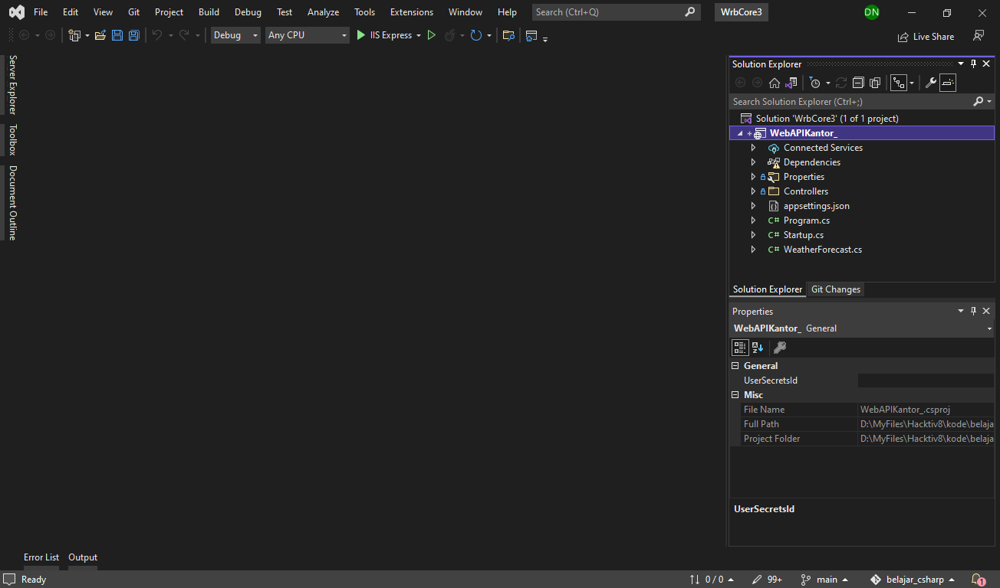 File Edit View Git Project Build Debug Test Analyze Tools Extensions Window Help Search (Ctrl+Q) WrbCore3 DN
Debug Any CPU IIS Express Live Share
Server Explorer
Toolbox
Document Outline
Solution Explorer
Search Solution Explorer (Ctrl+;)
Solution 'WrbCore3' (1 of 1 project)
WebAPIKantor_
Connected Services
Dependencies
Properties
Controllers
appsettings.json
C# Program.cs
C# Startup.cs
C# WeatherForecast.cs
Solution Explorer Git Changes
Properties
WebAPIKantor_ General
General
UserSecretsId
Misc
File Name WebAPIKantor_.csproj
Full Path D:\MyFiles\Hacktiv8\kode\belaja
Project Folder D:\MyFiles\Hacktiv8\kode\belaja
UserSecretsId
Error List Output
Ready 0 / 0 99+ main belajar_csharp 1